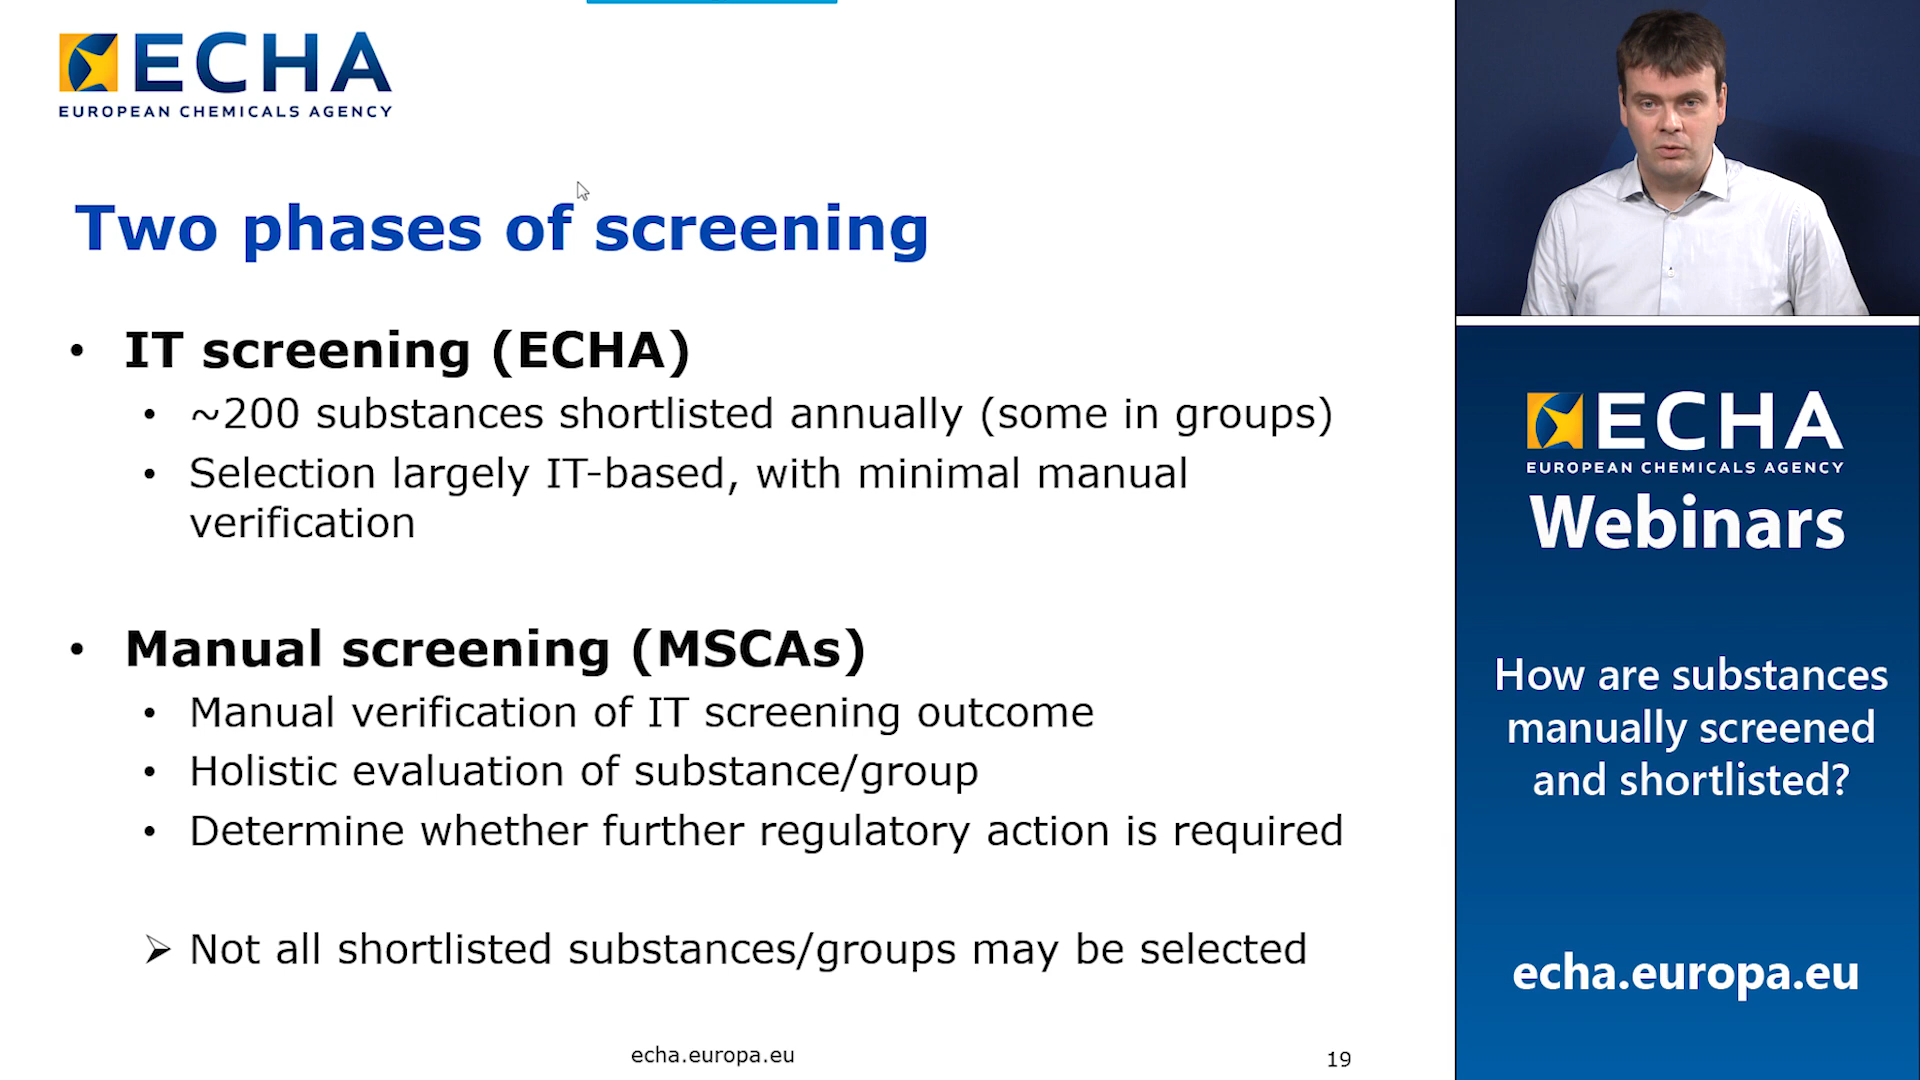 ECHA
EUROPEAN CHEMICALS AGENCY
Two phases of screening
• IT screening (ECHA)
• ~200 substances shortlisted annually (some in groups)
• Selection largely IT-based, with minimal manual
verification
• Manual screening (MSCAs)
• Manual verification of IT screening outcome
• Holistic evaluation of substance/group
• Determine whether further regulatory action is required
➢ Not all shortlisted substances/groups may be selected
echa.europa.eu
19
ECHA
EUROPEAN CHEMICALS AGENCY
Webinars
How are substances
manually screened
and shortlisted?
echa.europa.eu